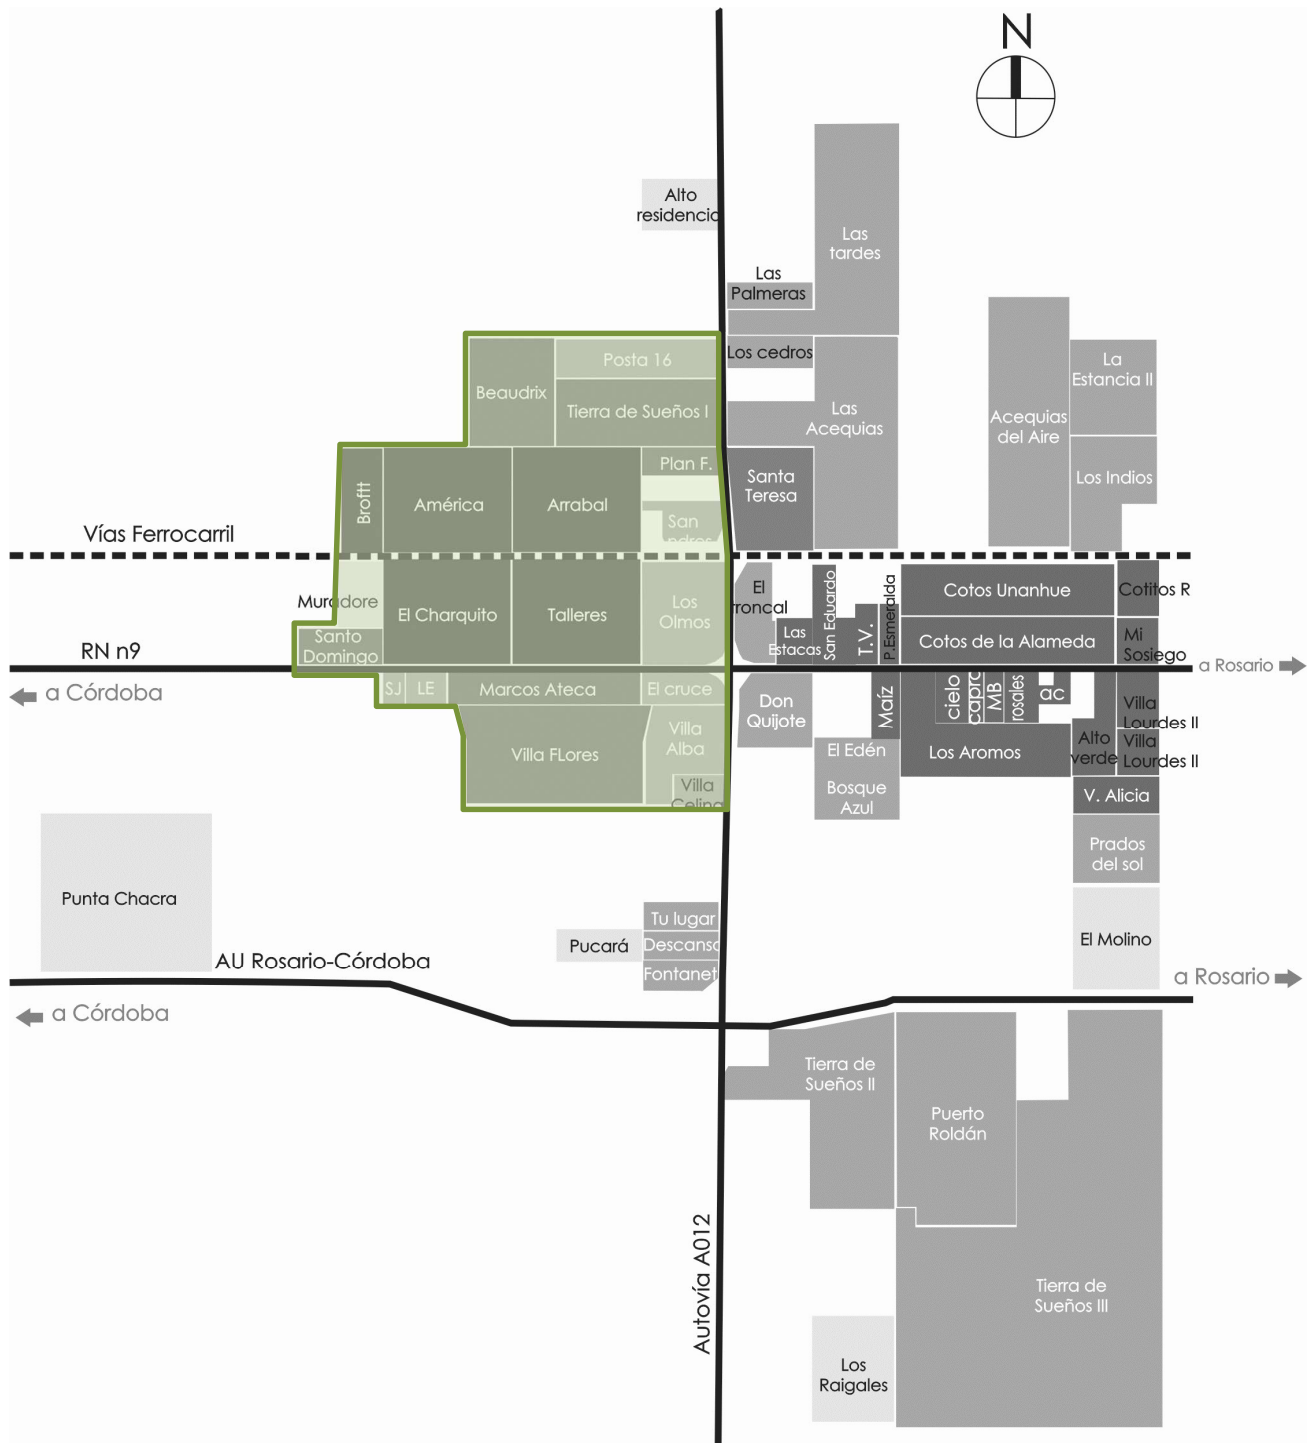 N
Alto
residencia
Las
tardes
Las
Palmeras
Los cedros
Las
Acequias
La
Estancia II
Acequias
del Aire
Los Indios
Posta 16
Beaudrix
Tierra de Sueños I
Plan F.
Santa
Teresa
Broftt
América
Arrabal
San
Vías Ferrocarril
Muradore
El Charquito
Talleres
Los
Olmos
El
troncal
Las
Estacas
San Eduardo
T.V.
P.Esmeralda
Cotos Unanhue
Cotitos R
Cotos de la Alameda
Mi
Sosiego
Santo
Domingo
RN n9
a Rosario
a Córdoba
SJ
LE
Marcos Ateca
El cruce
Don
Quijote
Maíz
cielo
capro
MB
rosales
ac
Villa
Lourdes II
Villa FLores
Villa
Alba
El Edén
Los Aromos
Alto
verde
Villa
Lourdes II
Villa
Celina
Bosque
Azul
V. Alicia
Prados
del sol
Punta Chacra
Tu lugar
Pucará
Descanso
Fontanet
El Molino
AU Rosario-Córdoba
a Rosario
a Córdoba
Tierra de
Sueños II
Puerto
Roldán
Autovía A012
Tierra de
Sueños III
Los
Raigales